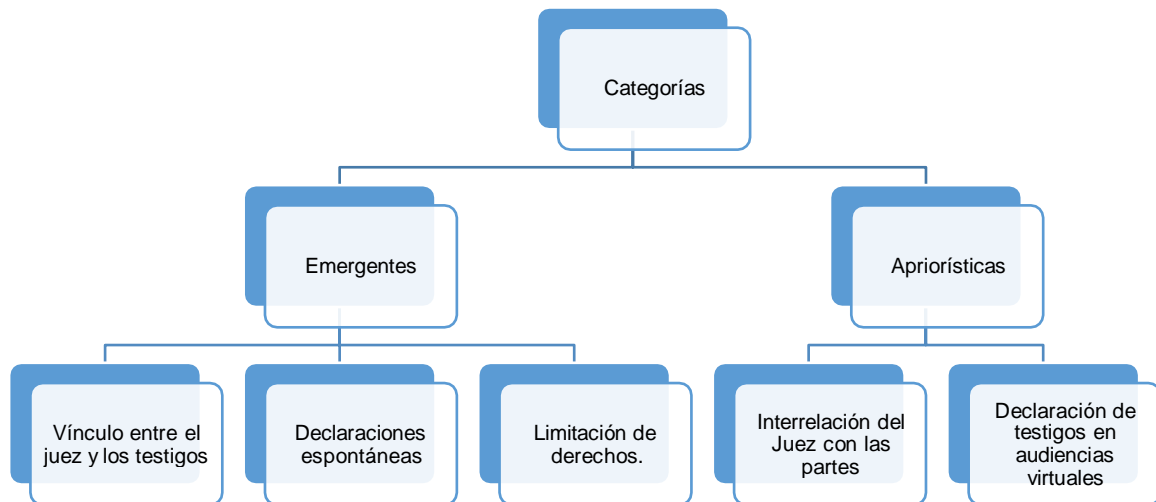 Categorías
Emergentes
Apriorísticas
Vínculo entre el
juez y los testigos
Declaraciones
espontáneas
Limitación de
derechos.
Interrelación del
Juez con las
partes
Declaración de
testigos en
audiencias
virtuales